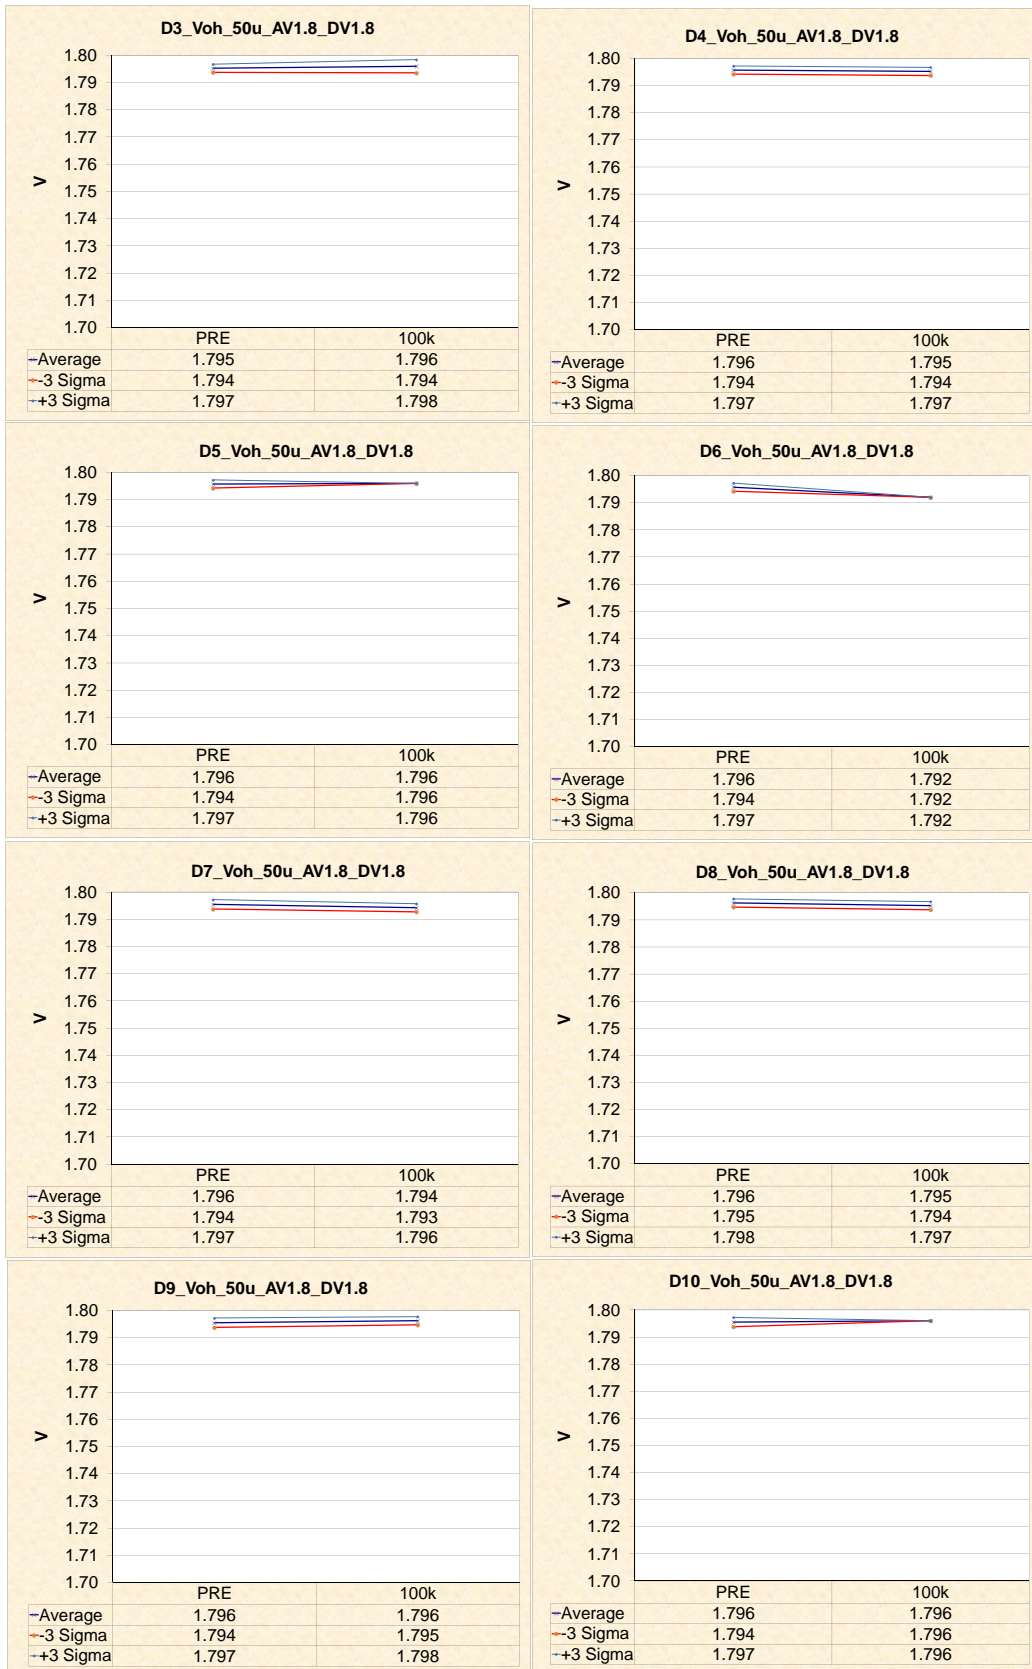 D3_Voh_50u_AV1.8_DV1.8
1.80
1.79
1.78
1.77
1.76
1.75
1.74
1.73
1.72
1.71
1.70
V
PRE 100k
Average 1.795 1.796
-3 Sigma 1.794 1.794
+3 Sigma 1.797 1.798
D4_Voh_50u_AV1.8_DV1.8
1.80
1.79
1.78
1.77
1.76
1.75
1.74
1.73
1.72
1.71
1.70
V
PRE 100k
Average 1.796 1.795
-3 Sigma 1.794 1.794
+3 Sigma 1.797 1.797
D5_Voh_50u_AV1.8_DV1.8
1.80
1.79
1.78
1.77
1.76
1.75
1.74
1.73
1.72
1.71
1.70
V
PRE 100k
Average 1.796 1.796
-3 Sigma 1.794 1.796
+3 Sigma 1.797 1.796
D6_Voh_50u_AV1.8_DV1.8
1.80
1.79
1.78
1.77
1.76
1.75
1.74
1.73
1.72
1.71
1.70
V
PRE 100k
Average 1.796 1.792
-3 Sigma 1.794 1.792
+3 Sigma 1.797 1.792
D7_Voh_50u_AV1.8_DV1.8
1.80
1.79
1.78
1.77
1.76
1.75
1.74
1.73
1.72
1.71
1.70
V
PRE 100k
Average 1.796 1.794
-3 Sigma 1.794 1.793
+3 Sigma 1.797 1.796
D8_Voh_50u_AV1.8_DV1.8
1.80
1.79
1.78
1.77
1.76
1.75
1.74
1.73
1.72
1.71
1.70
V
PRE 100k
Average 1.796 1.795
-3 Sigma 1.795 1.794
+3 Sigma 1.798 1.797
D9_Voh_50u_AV1.8_DV1.8
1.80
1.79
1.78
1.77
1.76
1.75
1.74
1.73
1.72
1.71
1.70
V
PRE 100k
Average 1.796 1.796
-3 Sigma 1.794 1.795
+3 Sigma 1.797 1.798
D10_Voh_50u_AV1.8_DV1.8
1.80
1.79
1.78
1.77
1.76
1.75
1.74
1.73
1.72
1.71
1.70
V
PRE 100k
Average 1.796 1.796
-3 Sigma 1.794 1.796
+3 Sigma 1.797 1.796